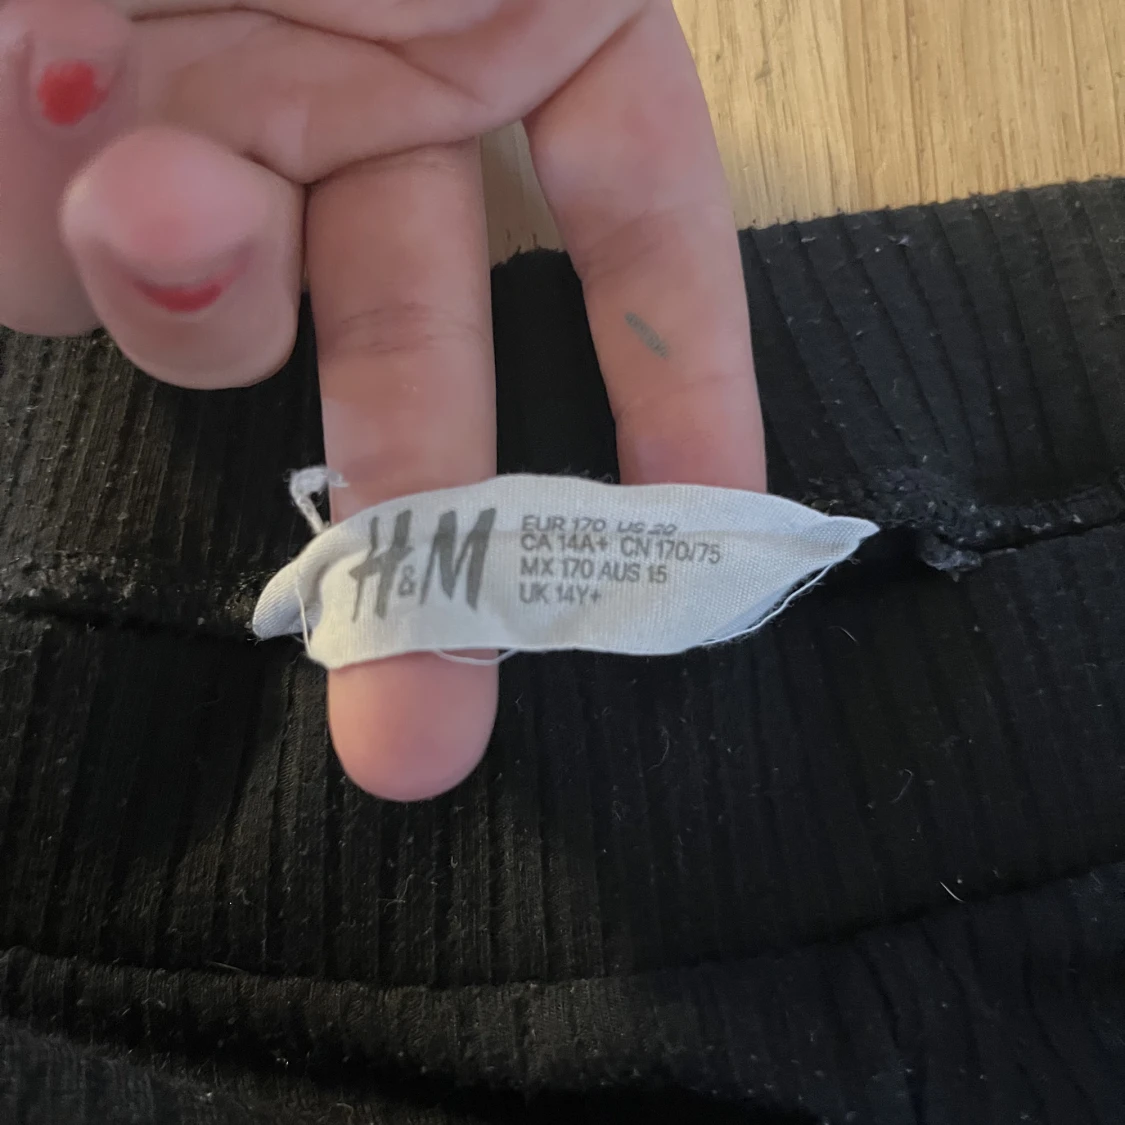 H&M
EUR 170 US 20
CA 14A+ CN 170/75
MX 170 AUS 15
UK 14Y+